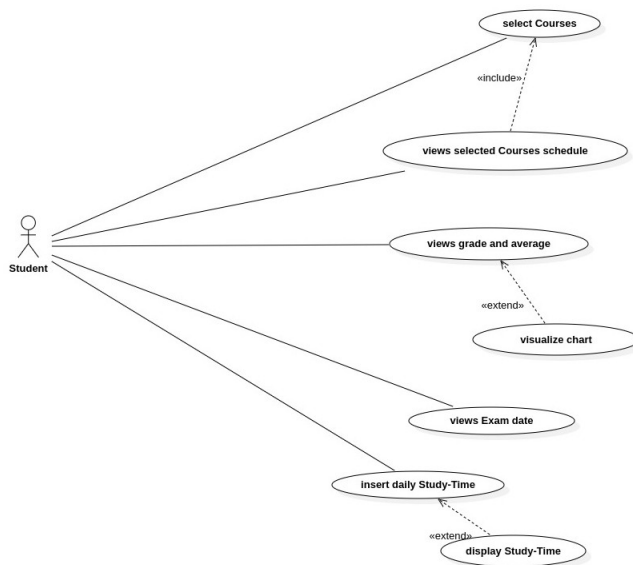 select Courses
«include»
views selected Courses schedule
Student
views grade and average
«extend»
visualize chart
views Exam date
insert daily Study-Time
«extend»
display Study-Time